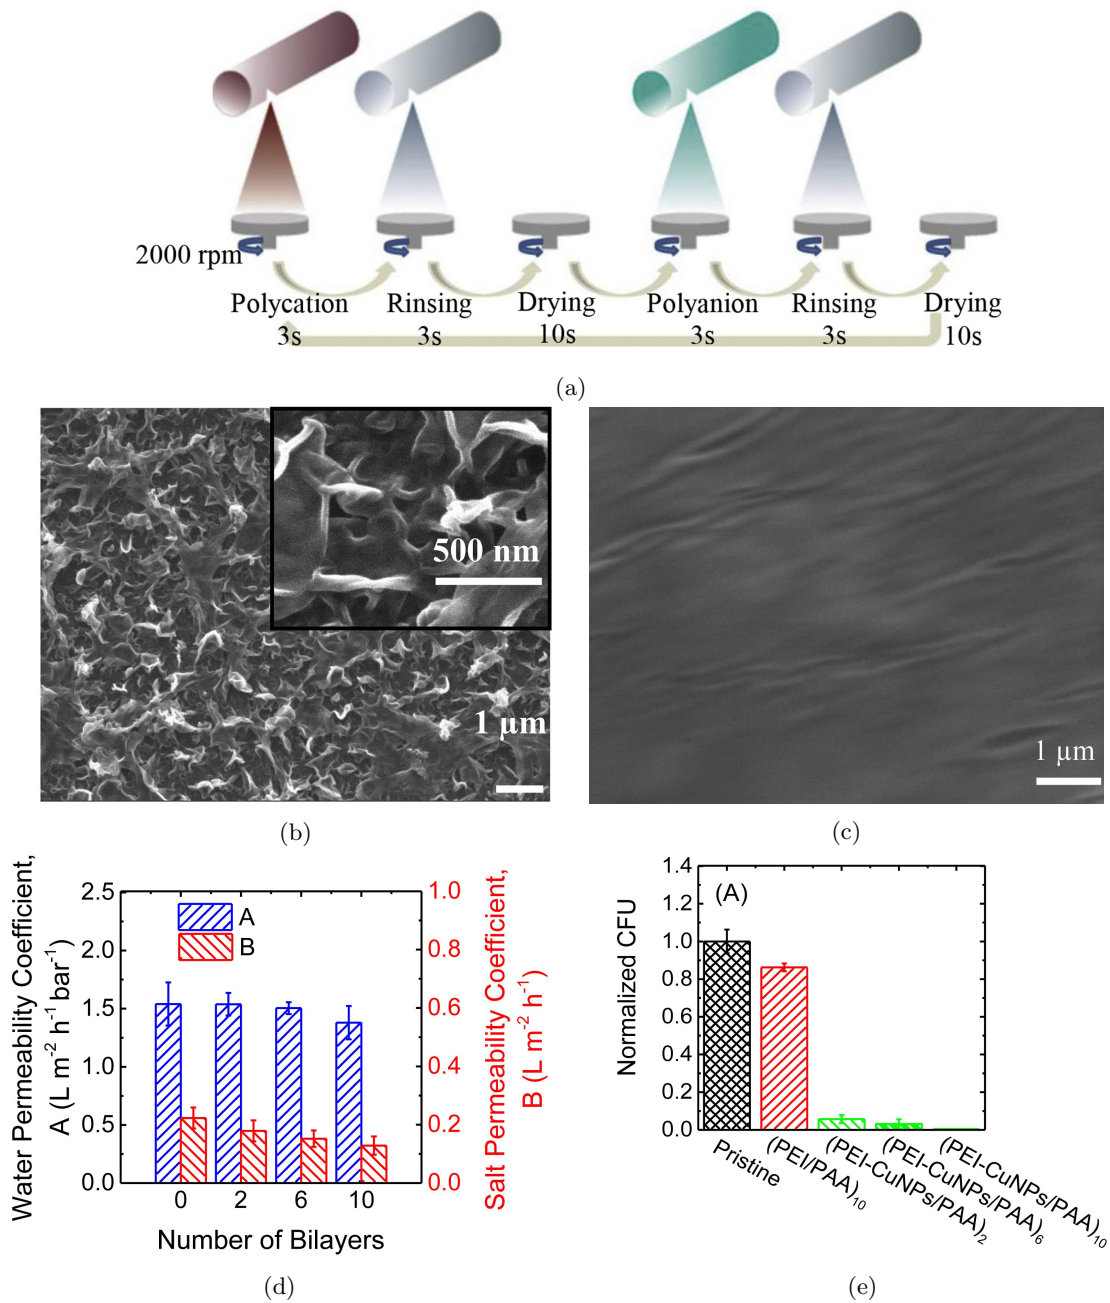 2000 rpm
Polycation Rinsing Drying Polyanion Rinsing Drying
3s 3s 10s 3s 3s 10s
(a)
500 nm
1 µm
1 µm
(b)
(c)
Water Permeability Coefficient,
A (L m⁻² h⁻¹ bar⁻¹)
2.5
2.0
1.5
1.0
0.5
0.0
A
B
0 2 6 10
Number of Bilayers
1.0
0.8
0.6
0.4
0.2
0.0
Salt Permeability Coefficient,
B (L m⁻² h⁻¹)
(d)
Normalized CFU
1.4
1.2
1.0
0.8
0.6
0.4
0.2
0.0
(A)
Pristine
(PEI/PAA)₁₀
(PEI-CuNPs/PAA)₂
(PEI-CuNPs/PAA)₆
(PEI-CuNPs/PAA)₁₀
(e)